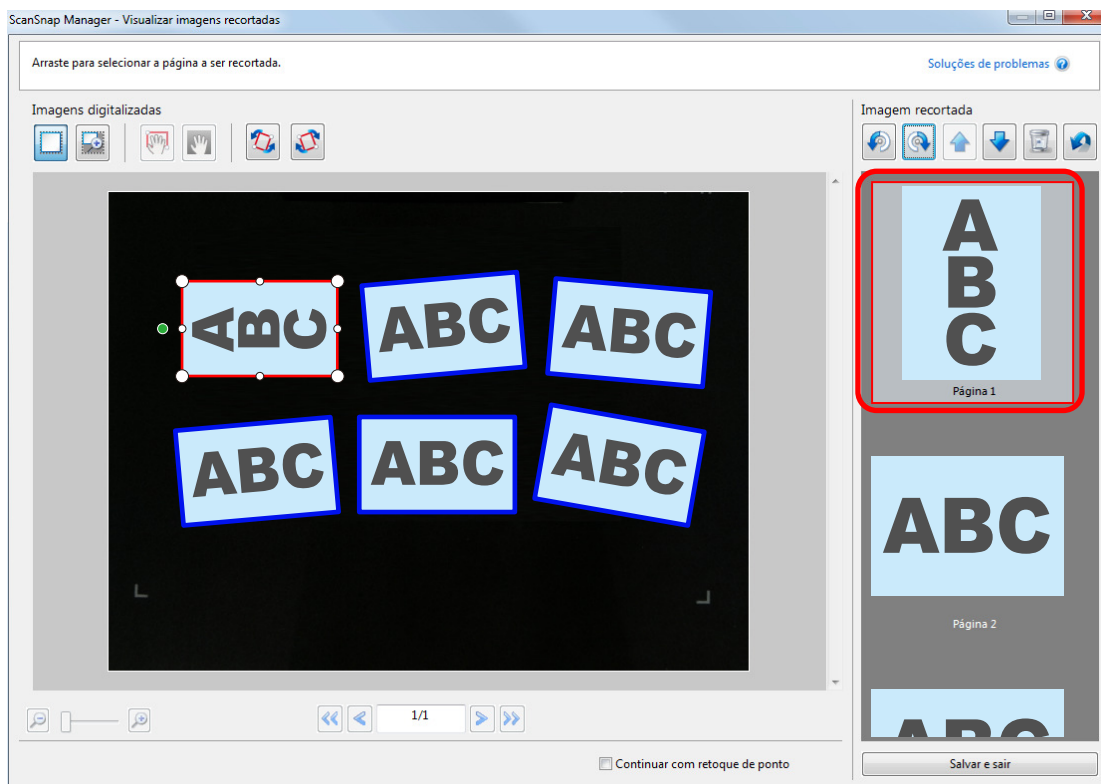 ScanSnap Manager - Visualizar imagens recortadas
Arraste para selecionar a página a ser recortada.
Soluções de problemas
Imagens digitalizadas
Imagem recortada
ABC
ABC
ABC
ABC
ABC
ABC
A
B
C
Página 1
ABC
Página 2
ABC
1/1
Continuar com retoque de ponto
Salvar e sair